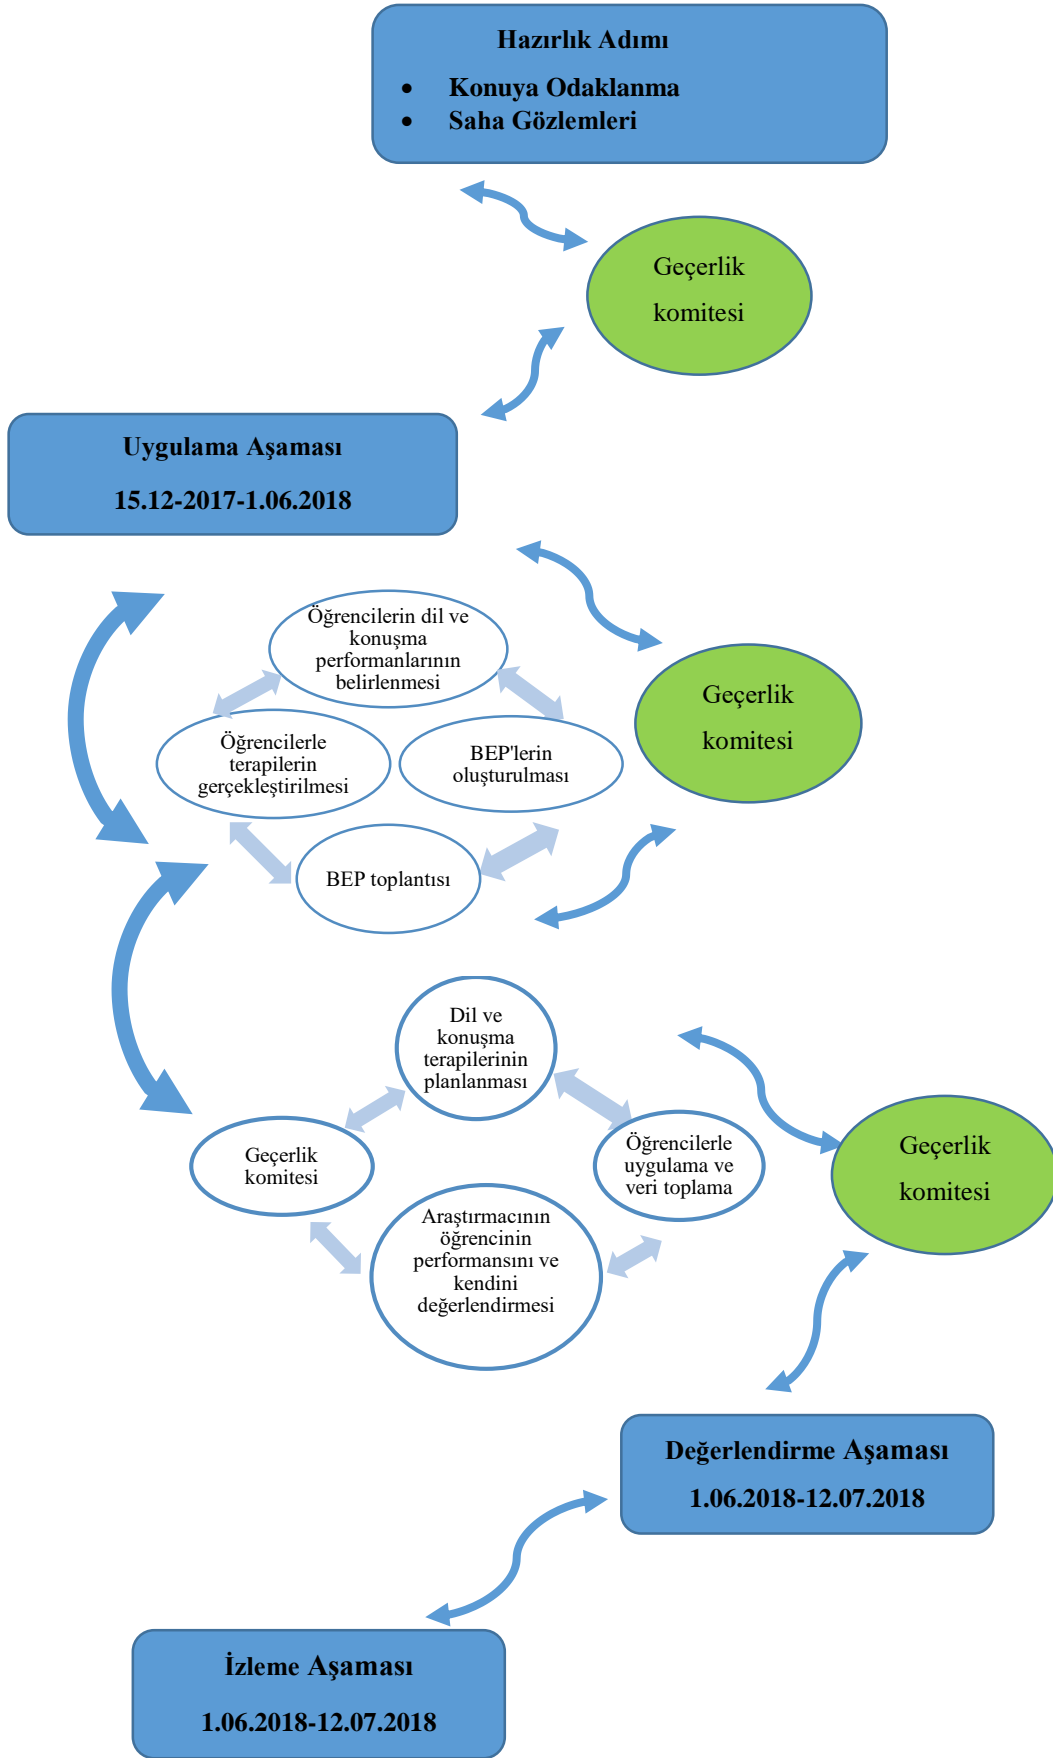 Hazırlık Adımı
• Konuya Odaklanma
• Saha Gözlemleri
Geçerlik
komitesi
Uygulama Aşaması
15.12-2017-1.06.2018
Öğrencilerin dil ve
konuşma
performanlarının
belirlenmesi
Öğrencilerle
terapilerin
gerçekleştirilmesi
BEP'lerin
oluşturulması
BEP toplantısı
Geçerlik
komitesi
Dil ve
konuşma
terapilerinin
planlanması
Geçerlik
komitesi
Öğrencilerle
uygulama ve
veri toplama
Araştırmacının
öğrencinin
performansını ve
kendini
değerlendirmesi
Geçerlik
komitesi
Değerlendirme Aşaması
1.06.2018-12.07.2018
İzleme Aşaması
1.06.2018-12.07.2018